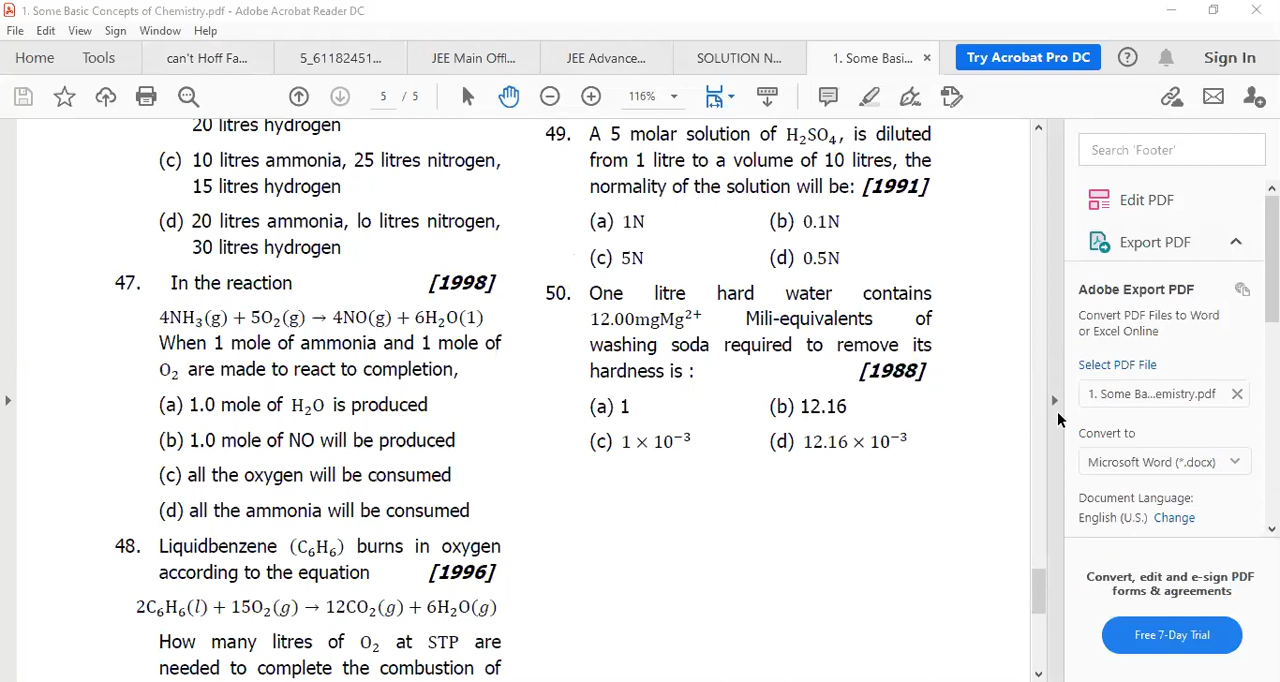 1. Some Basic Concepts of Chemistry.pdf - Adobe Acrobat Reader DC
File Edit View Sign Window Help
Home Tools can't Hoff Fa... 5_61182451... JEE Main Offl... JEE Advance... SOLUTION N... 1. Some Basi... × Try Acrobat Pro DC Sign In
5 / 5 116%
20 litres hydrogen
(c) 10 litres ammonia, 25 litres nitrogen,
15 litres hydrogen
(d) 20 litres ammonia, lo litres nitrogen,
30 litres hydrogen
47. In the reaction [1998]
4NH₃(g) + 5O₂(g) → 4NO(g) + 6H₂O(1)
When 1 mole of ammonia and 1 mole of
O₂ are made to react to completion,
(a) 1.0 mole of H₂O is produced
(b) 1.0 mole of NO will be produced
(c) all the oxygen will be consumed
(d) all the ammonia will be consumed
48. Liquidbenzene (C₆H₆) burns in oxygen
according to the equation [1996]
2C₆H₆(l) + 15O₂(g) → 12CO₂(g) + 6H₂O(g)
How many litres of O₂ at STP are
needed to complete the combustion of
49. A 5 molar solution of H₂SO₄, is diluted
from 1 litre to a volume of 10 litres, the
normality of the solution will be: [1991]
(a) 1N (b) 0.1N
(c) 5N (d) 0.5N
50. One litre hard water contains
12.00mgMg²⁺ Mili-equivalents of
washing soda required to remove its
hardness is : [1988]
(a) 1 (b) 12.16
(c) 1 × 10⁻³ (d) 12.16 × 10⁻³
Search 'Footer'
Edit PDF
Export PDF
Adobe Export PDF
Convert PDF Files to Word
or Excel Online
Select PDF File
1. Some Ba...emistry.pdf
Convert to
Microsoft Word (*.docx)
Document Language:
English (U.S.) Change
Convert, edit and e-sign PDF
forms & agreements
Free 7-Day Trial